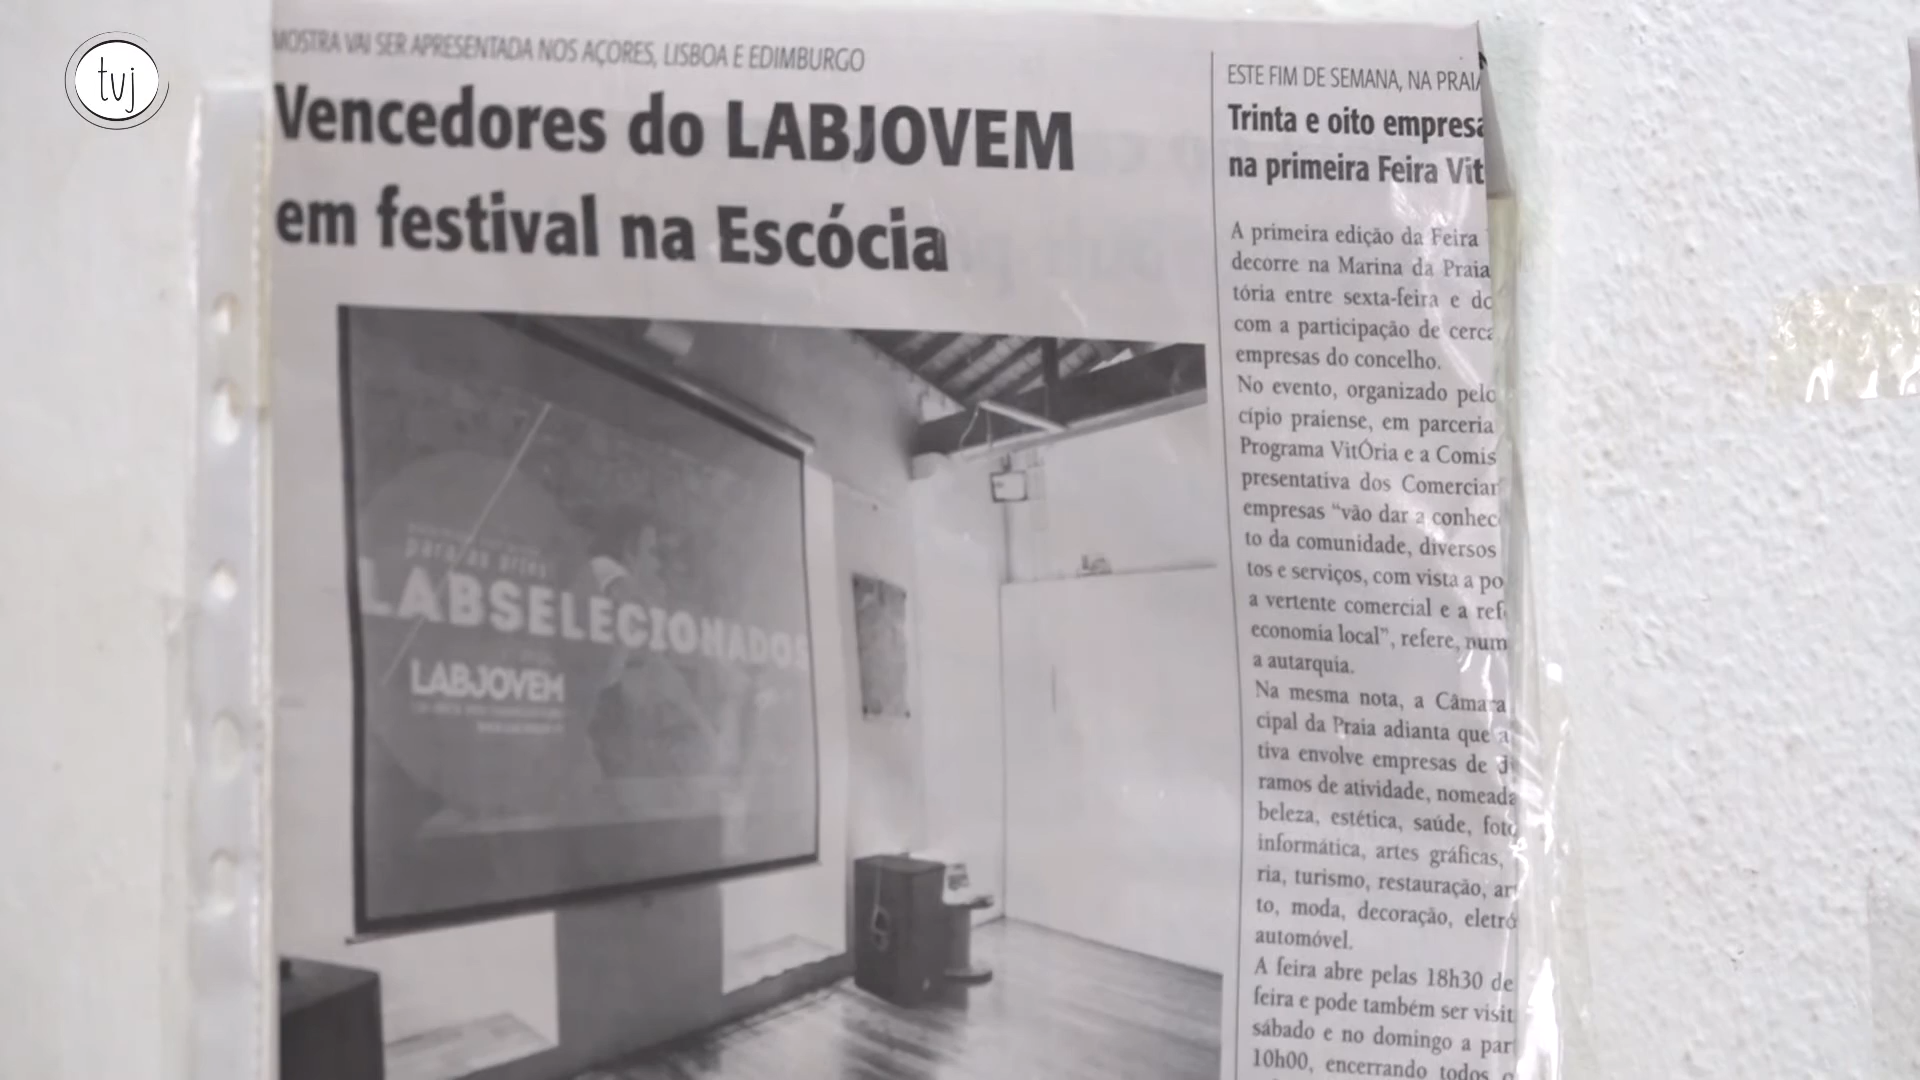 tvj
MOSTRA VAI SER APRESENTADA NOS AÇORES, LISBOA E EDIMBURGO
Vencedores do LABJOVEM
em festival na Escócia
para as artes
LABSELECIONADOS
LABJOVEM
ESTE FIM DE SEMANA, NA PRAIA
Trinta e oito empresa
na primeira Feira Vit
A primeira edição da Feira
decorre na Marina da Praia
tória entre sexta-feira e do
com a participação de cerca
empresas do concelho.
No evento, organizado pelo
cípio praiense, em parceria
Programa VitÓria e a Comis
presentativa dos Comercian
empresas “vão dar a conhec
to da comunidade, diversos
tos e serviços, com vista a po
a vertente comercial e a ref
economia local”, refere, num
a autarquia.
Na mesma nota, a Câmara
cipal da Praia adianta que a
tiva envolve empresas de di
ramos de atividade, nomeada
beleza, estética, saúde, foto
informática, artes gráficas,
ria, turismo, restauração, ar
to, moda, decoração, eletró
automóvel.
A feira abre pelas 18h30 de
feira e pode também ser visit
sábado e no domingo a par
10h00, encerrando todos o